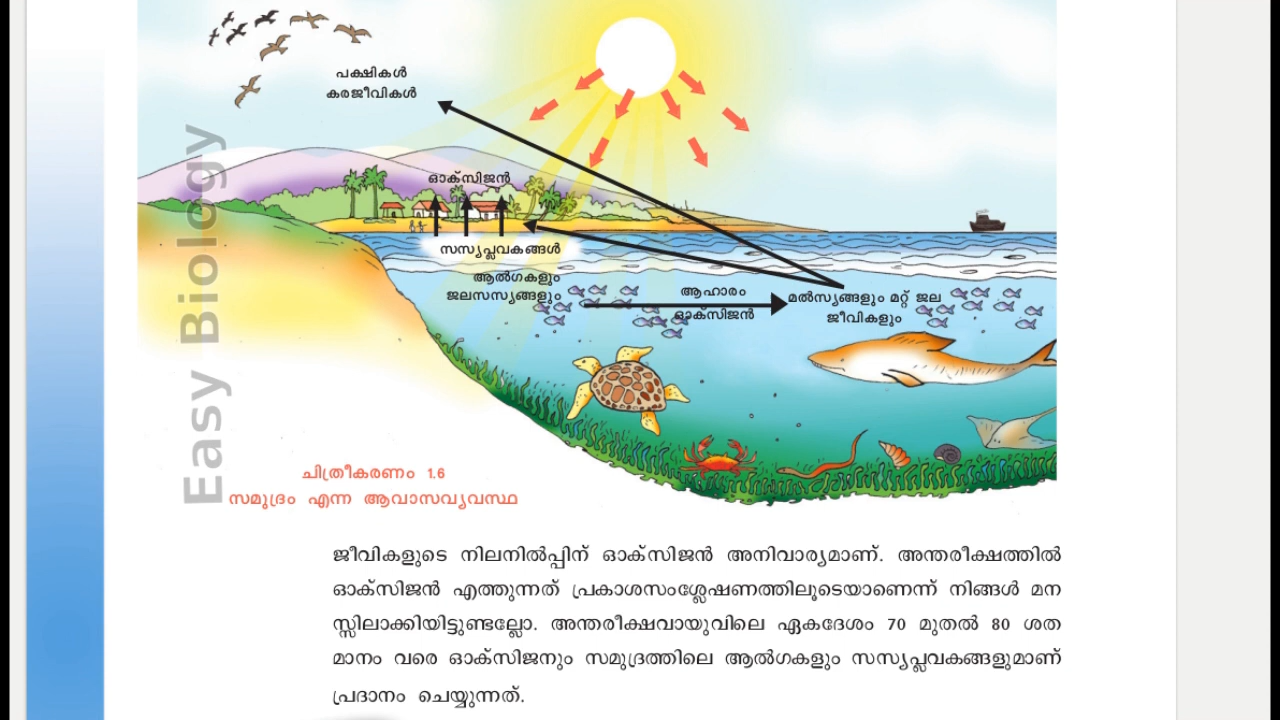 പക്ഷികൾ
കരജീവികൾ
ഓക്സിജൻ
സസ്യപ്ലവകങ്ങൾ
ആൽഗകളും
ജലസസ്യങ്ങളും
ആഹാരം
ഓക്സിജൻ
മൽസ്യങ്ങളും മറ്റ് ജല
ജീവികളും
Easy Biology
ചിത്രീകരണം 1.6
സമുദ്രം എന്ന ആവാസവ്യവസ്ഥ
ജീവികളുടെ നിലനിൽപ്പിന് ഓക്സിജൻ അനിവാര്യമാണ്. അന്തരീക്ഷത്തിൽ
ഓക്സിജൻ എത്തുന്നത് പ്രകാശസംശ്ലേഷണത്തിലൂടെയാണെന്ന് നിങ്ങൾ മന
സ്സിലാക്കിയിട്ടുണ്ടല്ലോ. അന്തരീക്ഷവായുവിലെ ഏകദേശം 70 മുതൽ 80 ശത
മാനം വരെ ഓക്സിജനും സമുദ്രത്തിലെ ആൽഗകളും സസ്യപ്ലവകങ്ങളുമാണ്
പ്രദാനം ചെയ്യുന്നത്.